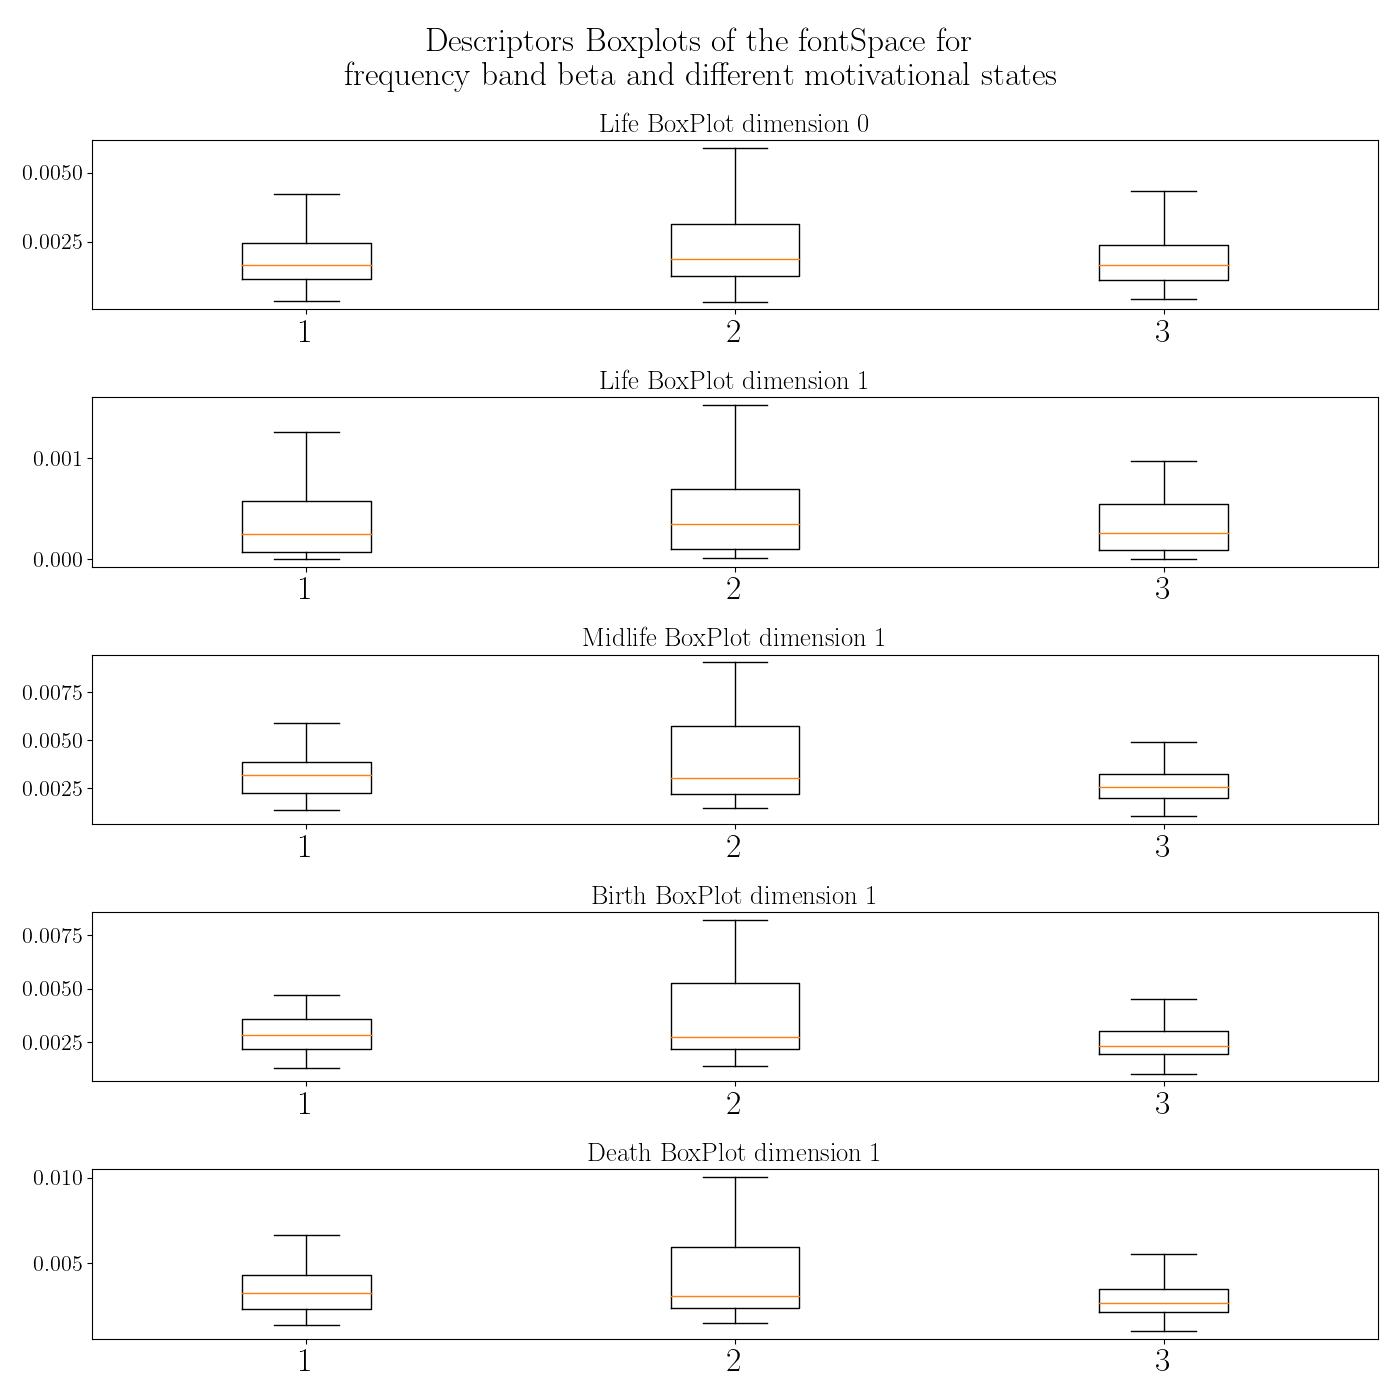 Descriptors Boxplots of the fontSpace for
frequency band beta and different motivational states
Life BoxPlot dimension 0
0.0050
0.0025
1 2 3
Life BoxPlot dimension 1
0.001
0.000
1 2 3
Midlife BoxPlot dimension 1
0.0075
0.0050
0.0025
1 2 3
Birth BoxPlot dimension 1
0.0075
0.0050
0.0025
1 2 3
Death BoxPlot dimension 1
0.010
0.005
1 2 3